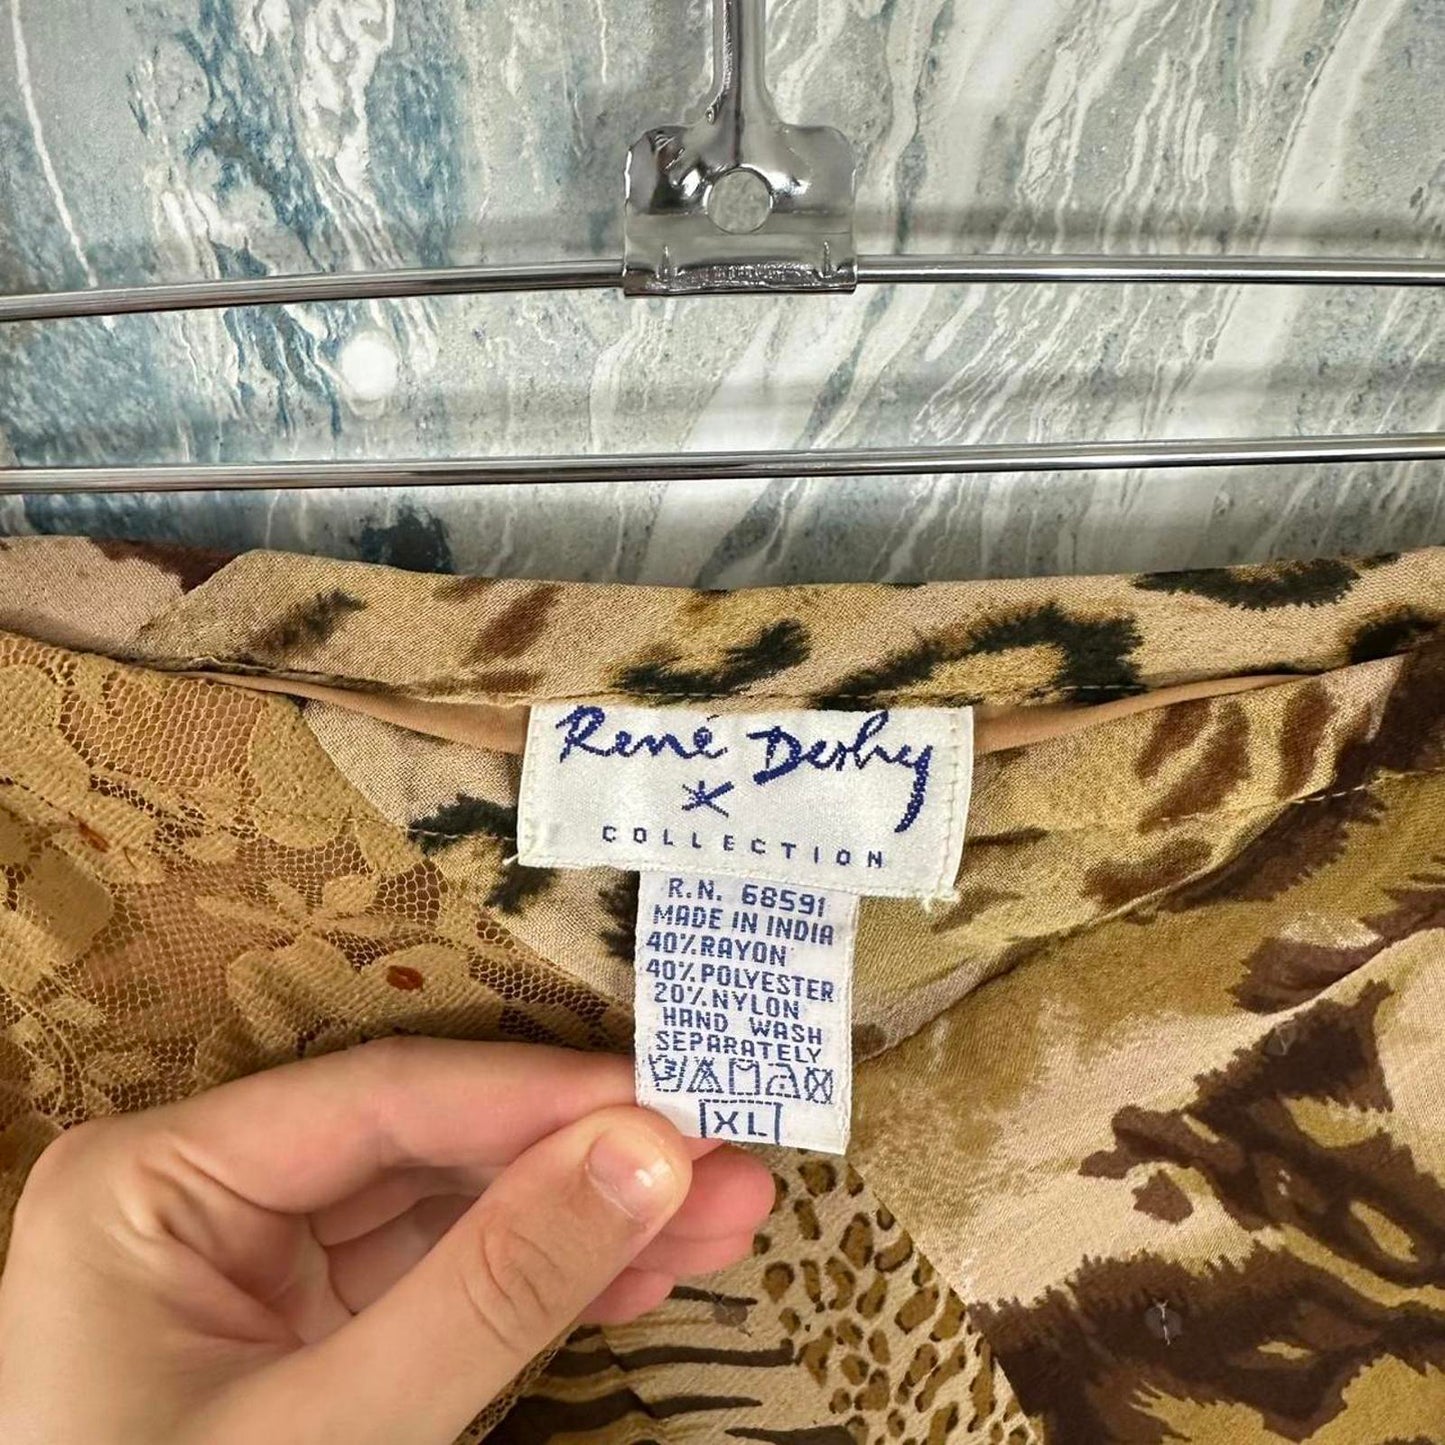 René Derhy
COLLECTION
R.N. 68591
MADE IN INDIA
40% RAYON
40% POLYESTER
20% NYLON
HAND WASH
SEPARATELY
XL